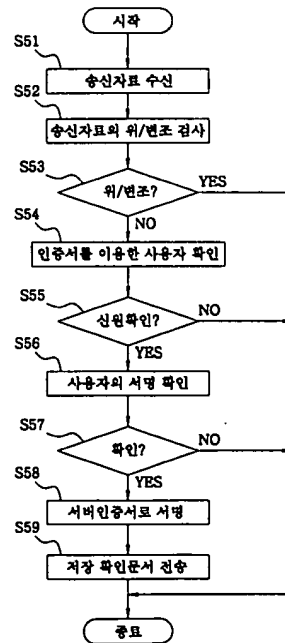 시작
S51
송신자료 수신
S52
송신자료의 위/변조 검사
S53
위/변조?
YES
NO
S54
인증서를 이용한 사용자 확인
S55
신원확인?
NO
YES
S56
사용자의 서명 확인
S57
확인?
NO
YES
S58
서버인증서로 서명
S59
저장 확인문서 전송
종료